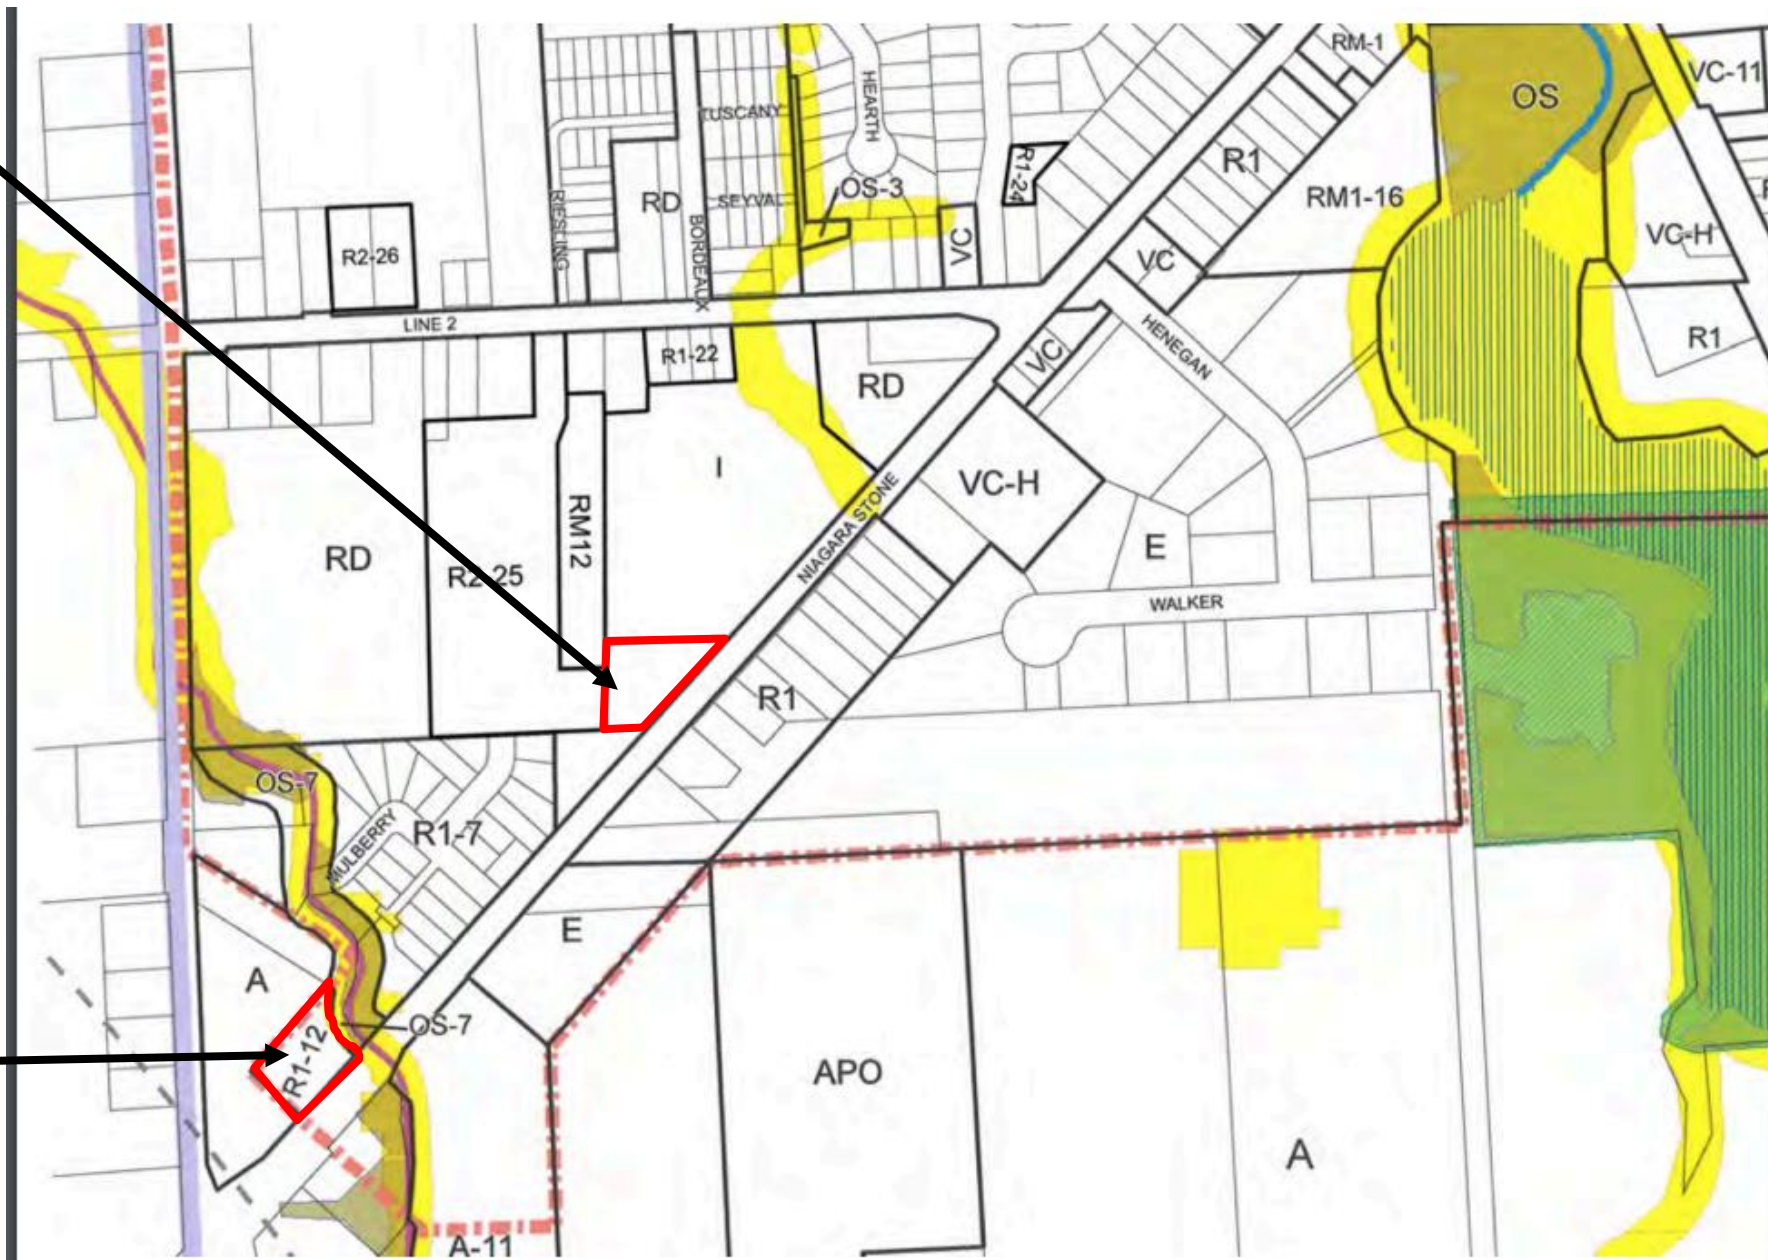 RM-1
VC-11
OS
HEARTH
TUSCANY
R1
R1-24
OS-3
RM1-16
RD
SEYVAL
RIESLING
BORDEAUX
VC
VC-H
R2-26
VC
LINE 2
HENEGAN
R1
R1-22
VC
RD
I
VC-H
NIAGARA STONE
RM12
E
RD
R2-25
WALKER
R1
OS-7
MULBERRY
R1-7
E
A
OS-7
R1-12
APO
A
A-11